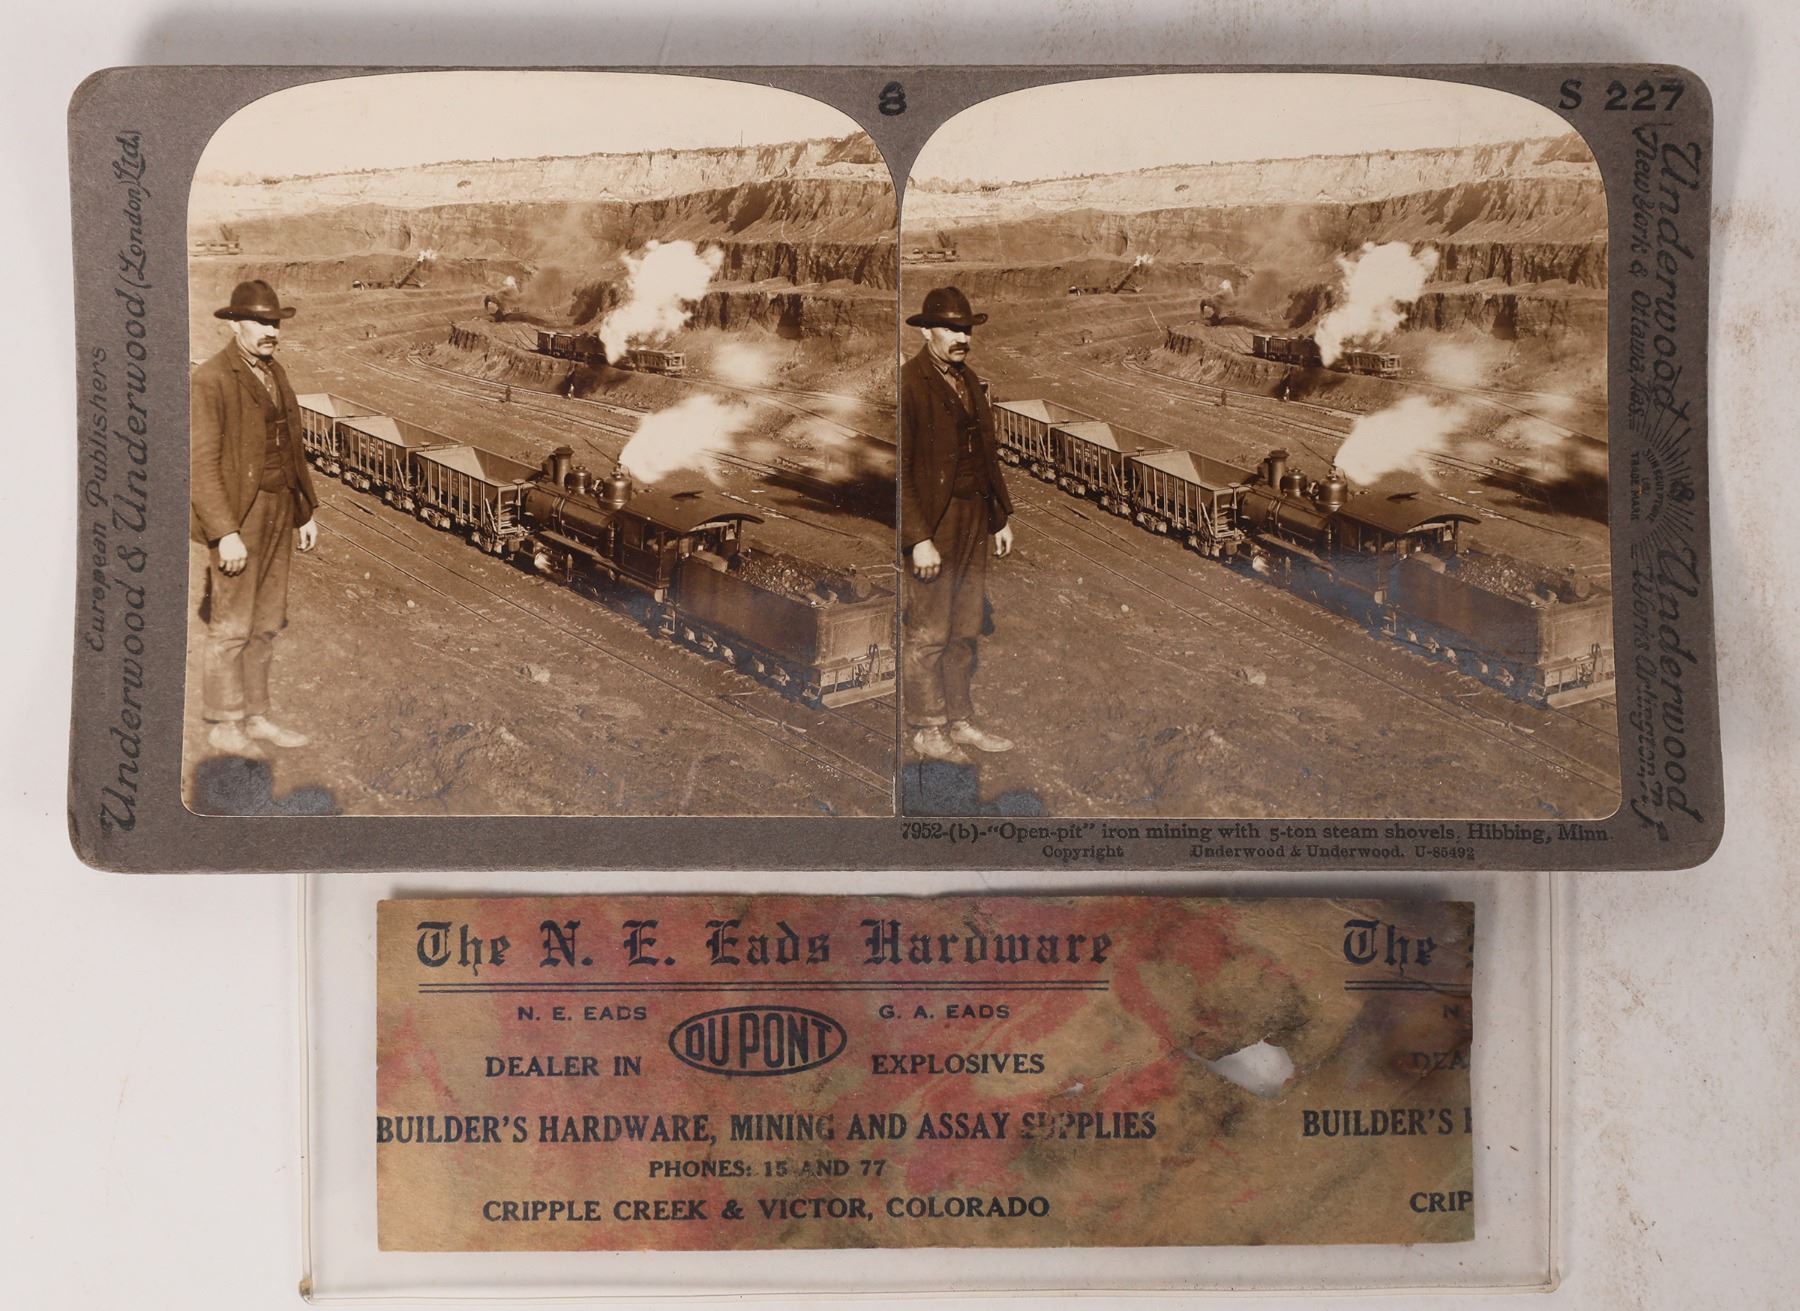 8
S 227
European Publishers
Underwood & Underwood (London) Ltd.
Underwood & Underwood
New York & Ottawa, Kas.
Works Arlington, N.J.
SUN SCULPTURE
TRADE MARK
7952-(b)-"Open-pit" iron mining with 5-ton steam shovels, Hibbing, Minn.
Copyright Underwood & Underwood. U-85492
The N. E. Eads Hardware The
N. E. EADS G. A. EADS N
DU PONT
DEALER IN EXPLOSIVES DEA
BUILDER'S HARDWARE, MINING AND ASSAY SUPPLIES BUILDER'S H
PHONES: 15 AND 77
CRIPPLE CREEK & VICTOR, COLORADO CRIP